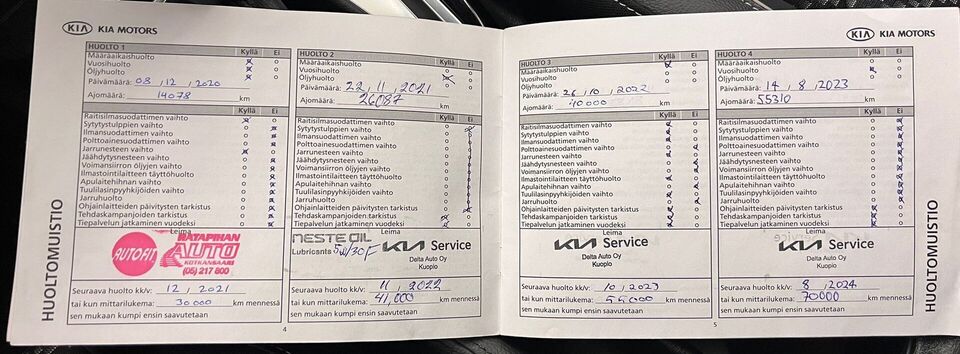 KIA KIA MOTORS
HUOLTO 1 Kyllä Ei
Määräaikaishuolto
Vuosihuolto
Öljyhuolto
Päivämäärä: 08, 12, 2020
Ajomäärä: 14078 km
Raitisilmasuodattimen vaihto
Sytytystulppien vaihto
Ilmansuodattimen vaihto
Polttoainesuodattimen vaihto
Jarrunesteen vaihto
Jäähdytysnesteen vaihto
Voimansiirron öljyjen vaihto
Ilmastointilaitteen täyttöhuolto
Apulaitehihnan vaihto
Tuulilasinpyyhkijöiden vaihto
Jarruhuolto
Ohjainlaitteiden päivitysten tarkistus
Tehdaskampanjoiden tarkistus
Tiepalvelun jatkaminen vuodeksi
Leima
AUTOFIT
RATAPIHAN
AUTO
KOTKANSAARI
(05) 217 800
Seuraava huolto kk/v: 12, 2021
tai kun mittarilukema: 30 000 km mennessä
sen mukaan kumpi ensin saavutetaan
HUOLTO 2 Kyllä Ei
Määräaikaishuolto
Vuosihuolto
Öljyhuolto
Päivämäärä: 22, 11, 2021
Ajomäärä: 26087 km
Raitisilmasuodattimen vaihto
Sytytystulppien vaihto
Ilmansuodattimen vaihto
Polttoainesuodattimen vaihto
Jarrunesteen vaihto
Jäähdytysnesteen vaihto
Voimansiirron öljyjen vaihto
Ilmastointilaitteen täyttöhuolto
Apulaitehihnan vaihto
Tuulilasinpyyhkijöiden vaihto
Jarruhuolto
Ohjainlaitteiden päivitysten tarkistus
Tehdaskampanjoiden tarkistus
Tiepalvelun jatkaminen vuodeksi
Leima
NESTE OIL
Lubricants 5W/30F
KIA Service
Delta Auto Oy
Kuopio
Seuraava huolto kk/v: 11, 2022
tai kun mittarilukema: 41,000 km mennessä
sen mukaan kumpi ensin saavutetaan
HUOLTOMUISTIO
4
KIA KIA MOTORS
HUOLTO 3 Kyllä Ei
Määräaikaishuolto
Vuosihuolto
Öljyhuolto
Päivämäärä: 26, 10, 2022
Ajomäärä: 40000 km
Raitisilmasuodattimen vaihto
Sytytystulppien vaihto
Ilmansuodattimen vaihto
Polttoainesuodattimen vaihto
Jarrunesteen vaihto
Jäähdytysnesteen vaihto
Voimansiirron öljyjen vaihto
Ilmastointilaitteen täyttöhuolto
Apulaitehihnan vaihto
Tuulilasinpyyhkijöiden vaihto
Jarruhuolto
Ohjainlaitteiden päivitysten tarkistus
Tehdaskampanjoiden tarkistus
Tiepalvelun jatkaminen vuodeksi
Leima
KIA Service
Delta Auto Oy
Kuopio
Seuraava huolto kk/v: 10, 2023
tai kun mittarilukema: km mennessä
sen mukaan kumpi ensin saavutetaan
HUOLTO 4 Kyllä Ei
Määräaikaishuolto
Vuosihuolto
Öljyhuolto
Päivämäärä: 14, 8, 2023
Ajomäärä: 55310 km
Raitisilmasuodattimen vaihto
Sytytystulppien vaihto
Ilmansuodattimen vaihto
Polttoainesuodattimen vaihto
Jarrunesteen vaihto
Jäähdytysnesteen vaihto
Voimansiirron öljyjen vaihto
Ilmastointilaitteen täyttöhuolto
Apulaitehihnan vaihto
Tuulilasinpyyhkijöiden vaihto
Jarruhuolto
Ohjainlaitteiden päivitysten tarkistus
Tehdaskampanjoiden tarkistus
Tiepalvelun jatkaminen vuodeksi
Leima
KIA Service
Delta Auto Oy
Kuopio
Seuraava huolto kk/v: 8, 2024
tai kun mittarilukema: 70000 km mennessä
sen mukaan kumpi ensin saavutetaan
HUOLTOMUISTIO
5